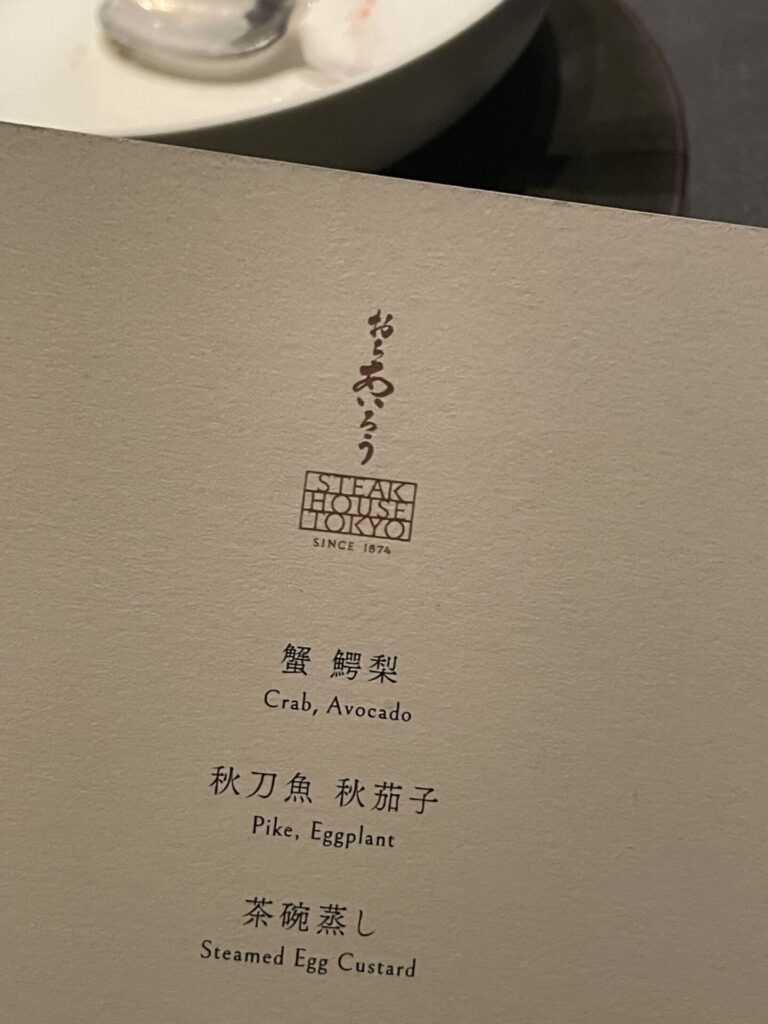 おらあいろう
STEAK
HOUSE
TOKYO
SINCE 1874
蟹 鰐梨
Crab, Avocado
秋刀魚 秋茄子
Pike, Eggplant
茶碗蒸し
Steamed Egg Custard